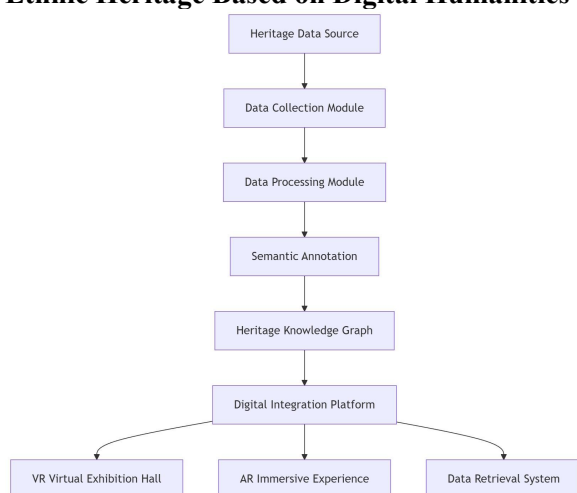 Ethnic Heritage Based on Digital Humanities
Heritage Data Source
Data Collection Module
Data Processing Module
Semantic Annotation
Heritage Knowledge Graph
Digital Integration Platform
VR Virtual Exhibition Hall
AR Immersive Experience
Data Retrieval System